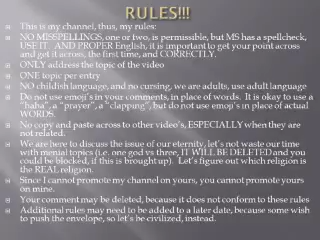 RULES!!!
This is my channel, thus, my rules:
NO MISSPELLINGS, one or two, is permissible, but MS has a spellcheck,
USE IT. AND PROPER English, it is important to get your point across
and get it across, the first time, and CORRECTLY.
ONLY address the topic of the video
ONE topic per entry
NO childish language, and no cursing, we are adults, use adult language
Do not use emoji's in your comments, in place of words. It is okay to use a
"haha", a "prayer", a "clapping", but do not use emoji's in place of actual
WORDS.
No copy and paste across to other video's, ESPECIALLY when they are
not related.
We are here to discuss the issue of our eternity, let's not waste our time
with menial topics (i.e. one god vs three, IT WILL BE DELETED and you
could be blocked, if this is brought up). Let's figure out which religion is
the REAL religion.
Since I cannot promote my channel on yours, you cannot promote yours
on mine.
Your comment may be deleted, because it does not conform to these rules
Additional rules may need to be added to a later date, because some wish
to push the envelope, so let's be civilized, instead.